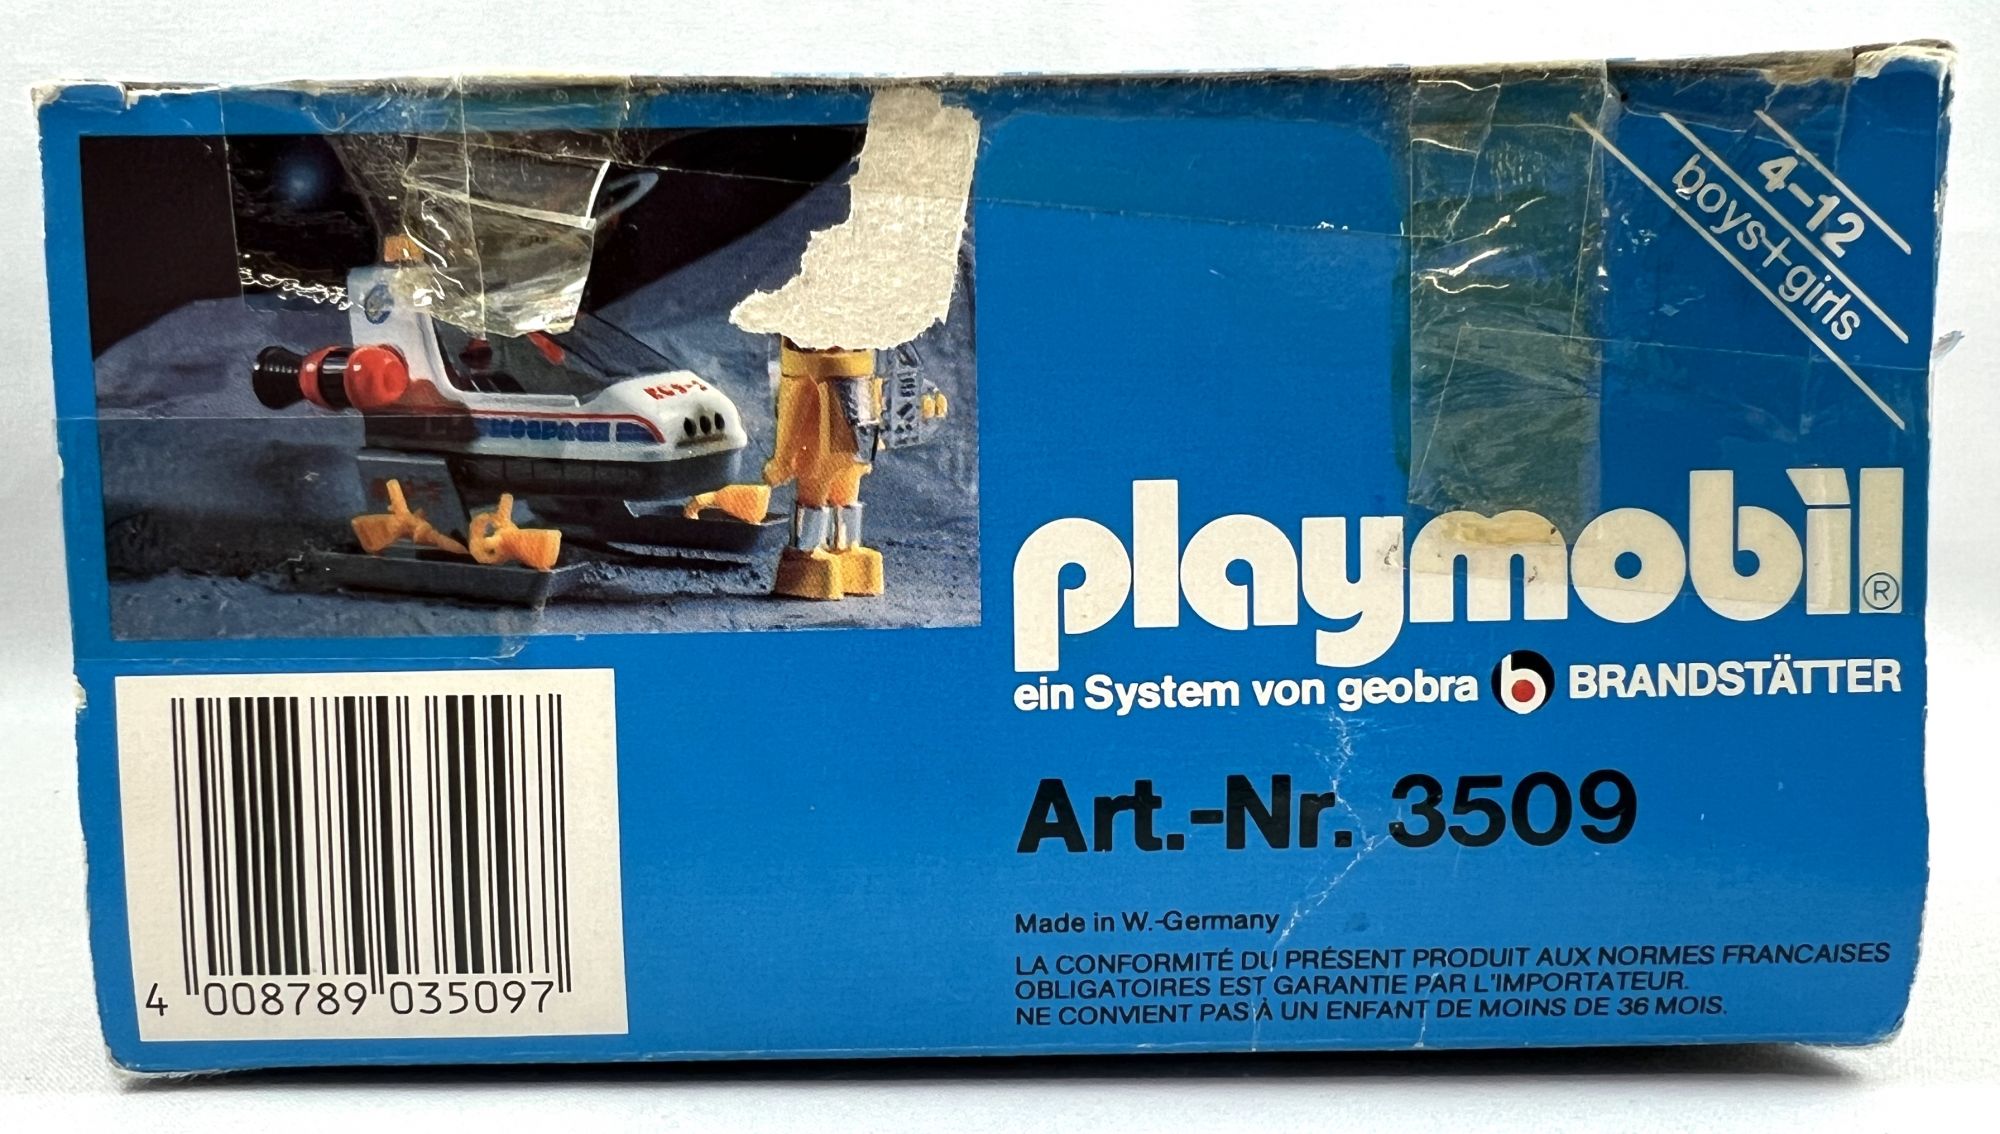 4–12
boys+girls
KGS-2
playmobil®
ein System von geobra b BRANDSTÄTTER
Art.-Nr. 3509
Made in W.-Germany
LA CONFORMITÉ DU PRÉSENT PRODUIT AUX NORMES FRANCAISES
OBLIGATOIRES EST GARANTIE PAR L'IMPORTATEUR.
NE CONVIENT PAS À UN ENFANT DE MOINS DE 36 MOIS.
4 008789 035097